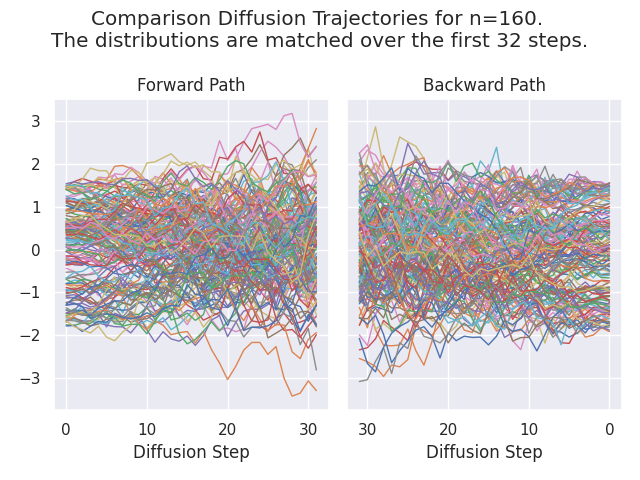 Comparison Diffusion Trajectories for n=160.
The distributions are matched over the first 32 steps.
Forward Path
Backward Path
3
2
1
0
−1
−2
−3
0
10
20
30
30
20
10
0
Diffusion Step
Diffusion Step